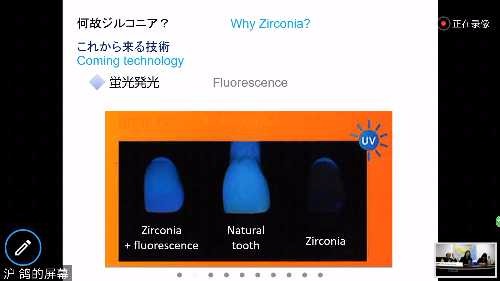 何故ジルコニア？ Why Zirconia?
これから来る技術
Coming technology
蛍光発光 Fluorescence
UV
Zirconia
+ fluorescence
Natural
tooth
Zirconia
正在录像
沪 鸽的屏幕